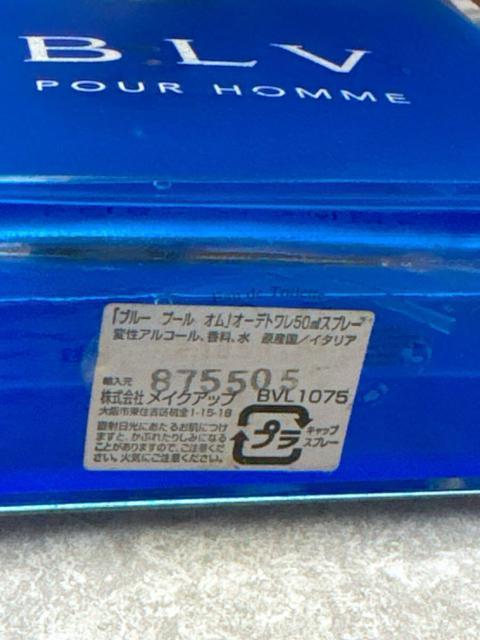 BLV
POUR HOMME
Eau de Toilette
「ブルー プール オム」オーデトワレ50mlスプレー
変性アルコール、香料、水 原産国/イタリア
輸入元 875505
株式会社 メイクアップ BVL1075
大阪市東住吉区杭全1-15-18
直射日光にあたるお肌につけ
ますと、かぶれたりしみになる
ことがありますので、ご注意くだ
さい。火気にご注意ください。
プラ
キャップ
スプレー